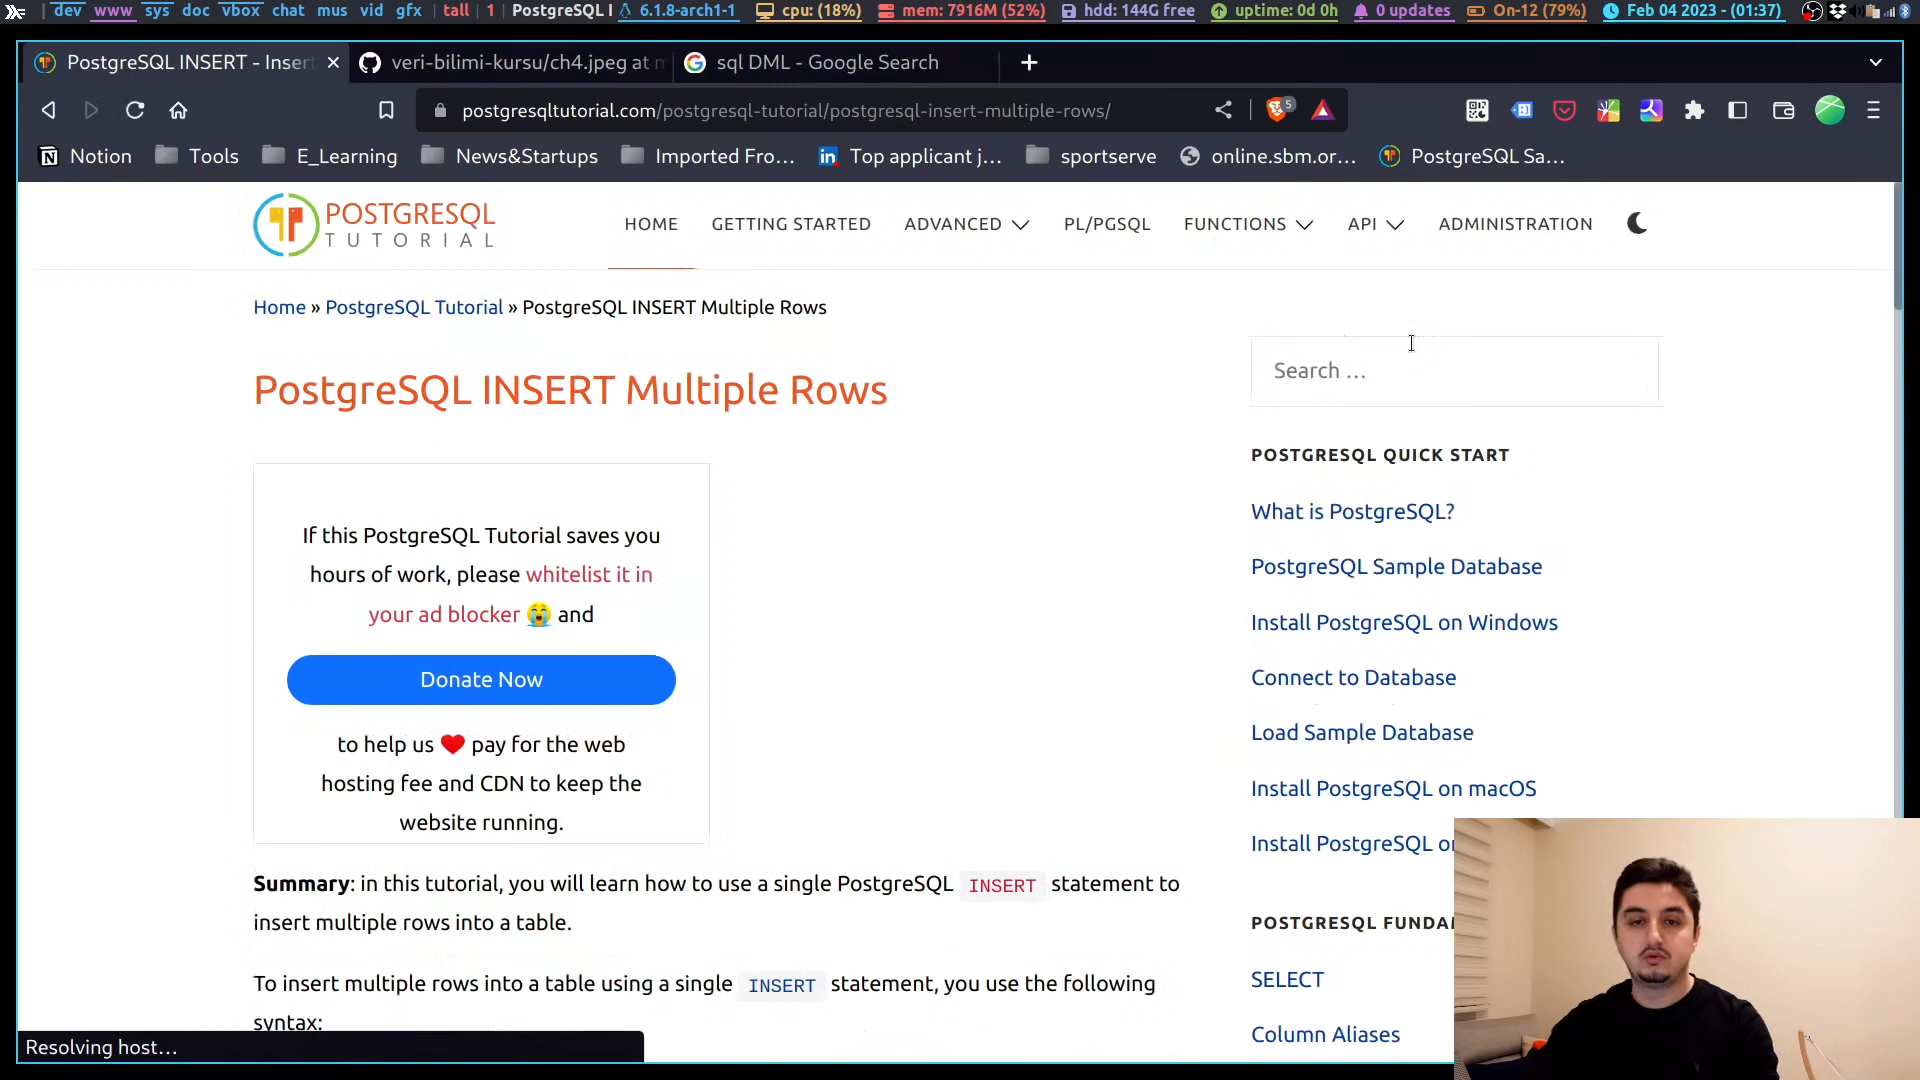 dev www sys doc vbox chat mus vid gfx | tall | 1 | PostgreSQL I 6.1.8-arch1-1 cpu: (18%) mem: 7916M (52%) hdd: 144G free uptime: 0d 0h 0 updates On-12 (79%) Feb 04 2023 - (01:37)
PostgreSQL INSERT - Inser
veri-bilimi-kursu/ch4.jpeg at m
sql DML - Google Search
postgresqltutorial.com/postgresql-tutorial/postgresql-insert-multiple-rows/
5
Notion Tools E_Learning News&Startups Imported Fro... Top applicant j... sportserve online.sbm.or... PostgreSQL Sa...
POSTGRESQL
TUTORIAL
HOME GETTING STARTED ADVANCED PL/PGSQL FUNCTIONS API ADMINISTRATION
Home » PostgreSQL Tutorial » PostgreSQL INSERT Multiple Rows
PostgreSQL INSERT Multiple Rows
If this PostgreSQL Tutorial saves you
hours of work, please whitelist it in
your ad blocker 😭 and
Donate Now
to help us ❤️ pay for the web
hosting fee and CDN to keep the
website running.
Summary: in this tutorial, you will learn how to use a single PostgreSQL INSERT statement to
insert multiple rows into a table.
To insert multiple rows into a table using a single INSERT statement, you use the following
syntax:
Search …
POSTGRESQL QUICK START
What is PostgreSQL?
PostgreSQL Sample Database
Install PostgreSQL on Windows
Connect to Database
Load Sample Database
Install PostgreSQL on macOS
Install PostgreSQL o
POSTGRESQL FUNDA
SELECT
Column Aliases
Resolving host…